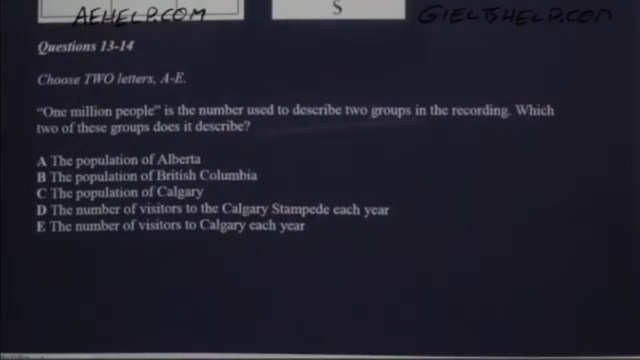 AEHELP.COM
S
GIELTSHELP.COM
Questions 13-14
Choose TWO letters, A-E.
"One million people" is the number used to describe two groups in the recording. Which
two of these groups does it describe?
A The population of Alberta
B The population of British Columbia
C The population of Calgary
D The number of visitors to the Calgary Stampede each year
E The number of visitors to Calgary each year